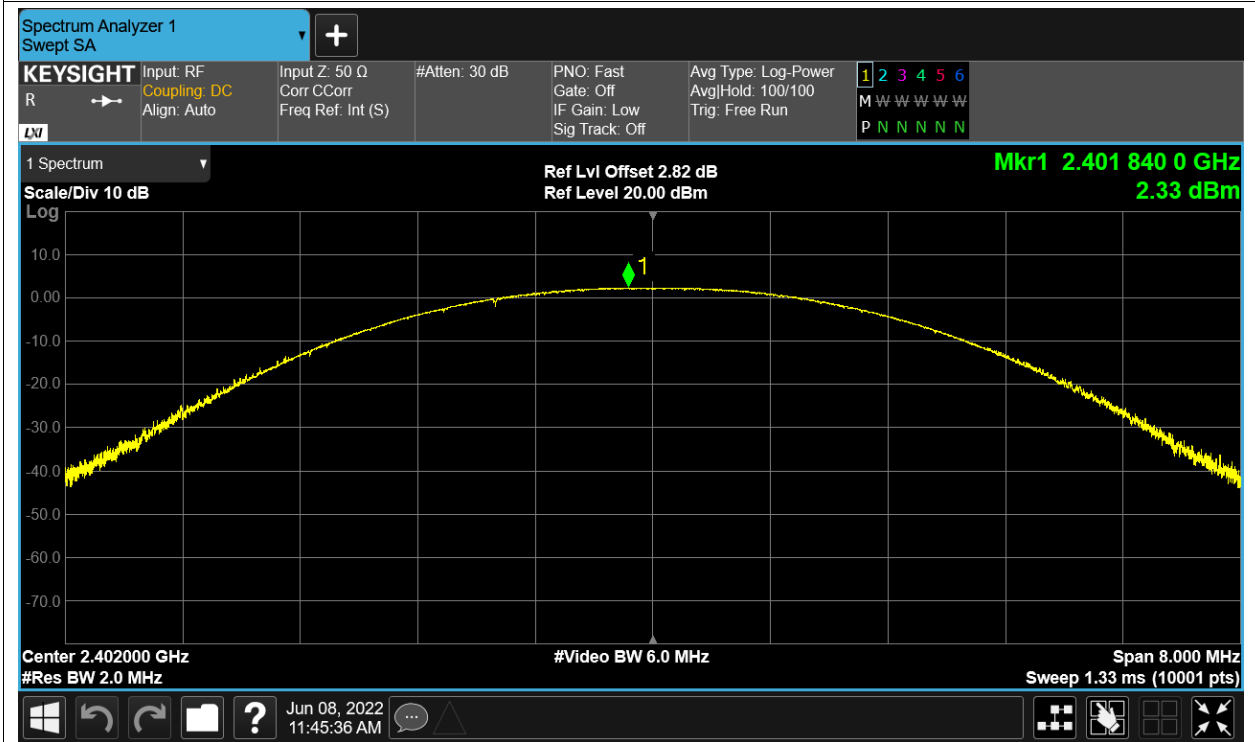 Spectrum Analyzer 1
Swept SA
KEYSIGHT
R
LXI
Input: RF
Coupling: DC
Align: Auto
Input Z: 50 Ω
Corr CCorr
Freq Ref: Int (S)
#Atten: 30 dB
PNO: Fast
Gate: Off
IF Gain: Low
Sig Track: Off
Avg Type: Log-Power
Avg|Hold: 100/100
Trig: Free Run
1 2 3 4 5 6
M W W W W W
P N N N N N
1 Spectrum
Scale/Div 10 dB
Log
Ref Lvl Offset 2.82 dB
Ref Level 20.00 dBm
Mkr1 2.401 840 0 GHz
2.33 dBm
10.0
0.00
-10.0
-20.0
-30.0
-40.0
-50.0
-60.0
-70.0
1
Center 2.402000 GHz
#Res BW 2.0 MHz
#Video BW 6.0 MHz
Span 8.000 MHz
Sweep 1.33 ms (10001 pts)
?
Jun 08, 2022
11:45:36 AM